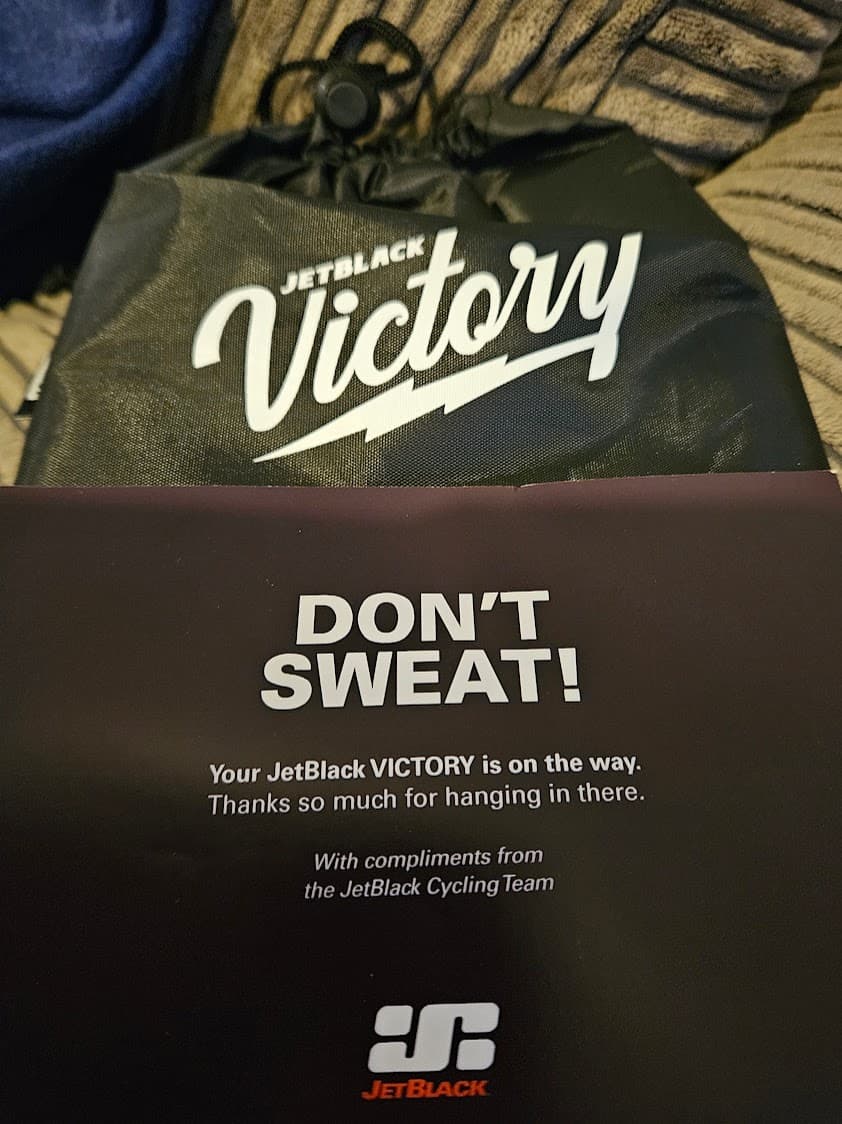 JETBLACK
Victory
DON'T
SWEAT!
Your JetBlack VICTORY is on the way.
Thanks so much for hanging in there.
With compliments from
the JetBlack Cycling Team
JETBLACK